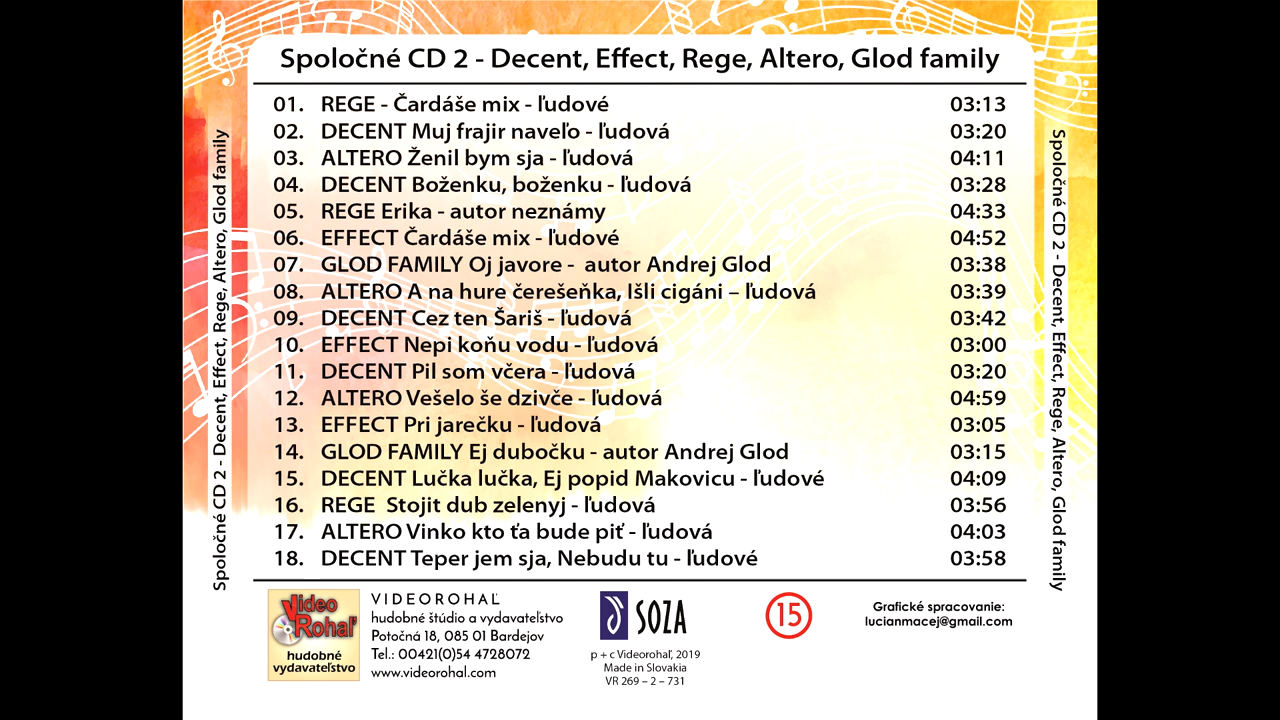 Spoločné CD 2 - Decent, Effect, Rege, Altero, Glod family
01. REGE - Čardáše mix - ľudové 03:13
02. DECENT Muj frajir naveľo - ľudová 03:20
03. ALTERO Ženil bym sja - ľudová 04:11
04. DECENT Boženku, boženku - ľudová 03:28
05. REGE Erika - autor neznámy 04:33
06. EFFECT Čardáše mix - ľudové 04:52
07. GLOD FAMILY Oj javore - autor Andrej Glod 03:38
08. ALTERO A na hure čerešeňka, Išli cigáni – ľudová 03:39
09. DECENT Cez ten Šariš - ľudová 03:42
10. EFFECT Nepi koňu vodu - ľudová 03:00
11. DECENT Pil som včera - ľudová 03:20
12. ALTERO Vešelo še dzivče - ľudová 04:59
13. EFFECT Pri jarečku - ľudová 03:05
14. GLOD FAMILY Ej dubočku - autor Andrej Glod 03:15
15. DECENT Lučka lučka, Ej popid Makovicu - ľudové 04:09
16. REGE Stojit dub zelenyj - ľudová 03:56
17. ALTERO Vinko kto ťa bude piť - ľudová 04:03
18. DECENT Teper jem sja, Nebudu tu - ľudové 03:58
Spoločné CD 2 - Decent, Effect, Rege, Altero, Glod family
Spoločné CD 2 - Decent, Effect, Rege, Altero, Glod family
Video
Rohaľ
hudobné
vydavateľstvo
VIDEOROHAĽ
hudobné štúdio a vydavateľstvo
Potočná 18, 085 01 Bardejov
Tel.: 00421(0)54 4728072
www.videorohal.com
SOZA
p + c Videorohaľ, 2019
Made in Slovakia
VR 269 – 2 – 731
15
Grafické spracovanie:
lucianmacej@gmail.com